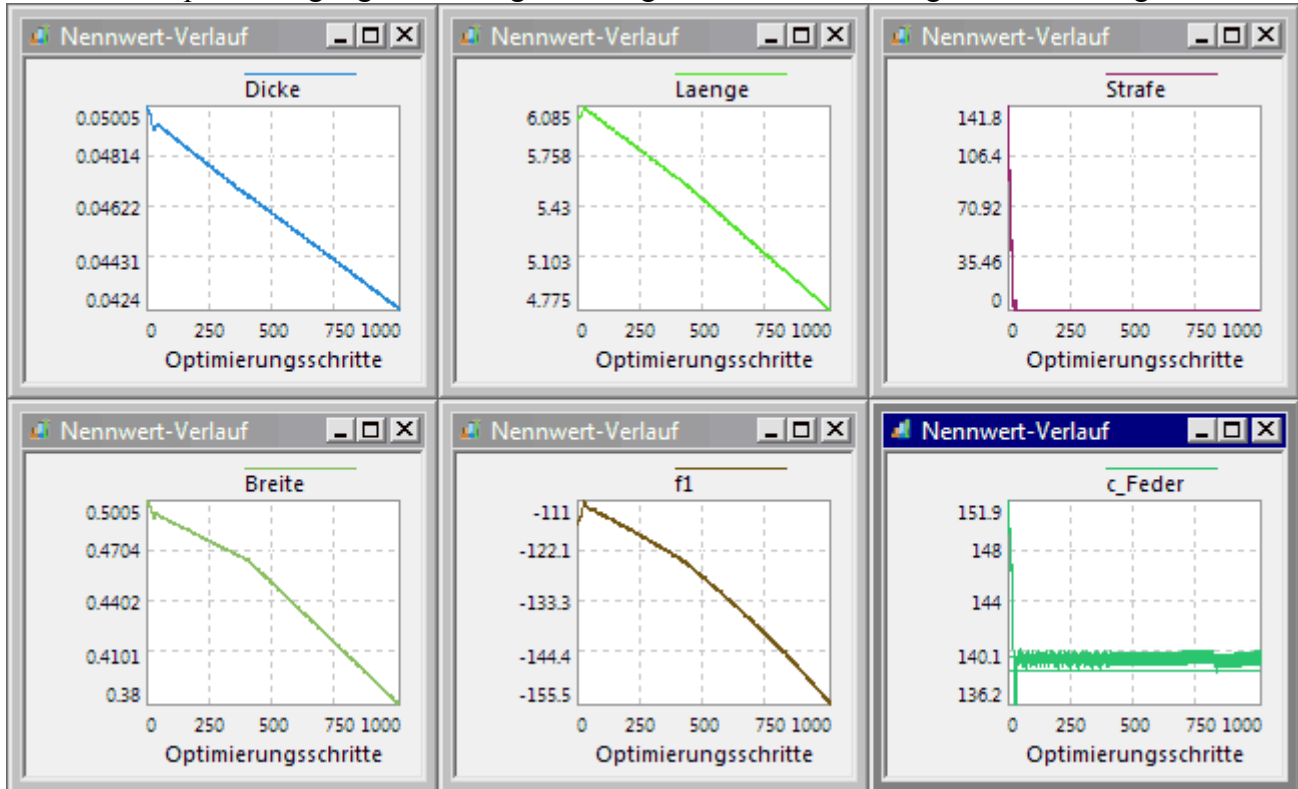 Nennwert-Verlauf
Dicke
0.05005
0.04814
0.04622
0.04431
0.0424
0 250 500 750 1000
Optimierungsschritte
Nennwert-Verlauf
Laenge
6.085
5.758
5.43
5.103
4.775
0 250 500 750 1000
Optimierungsschritte
Nennwert-Verlauf
Strafe
141.8
106.4
70.92
35.46
0
0 250 500 750 1000
Optimierungsschritte
Nennwert-Verlauf
Breite
0.5005
0.4704
0.4402
0.4101
0.38
0 250 500 750 1000
Optimierungsschritte
Nennwert-Verlauf
f1
-111
-122.1
-133.3
-144.4
-155.5
0 250 500 750 1000
Optimierungsschritte
Nennwert-Verlauf
c_Feder
151.9
148
144
140.1
136.2
0 250 500 750 1000
Optimierungsschritte